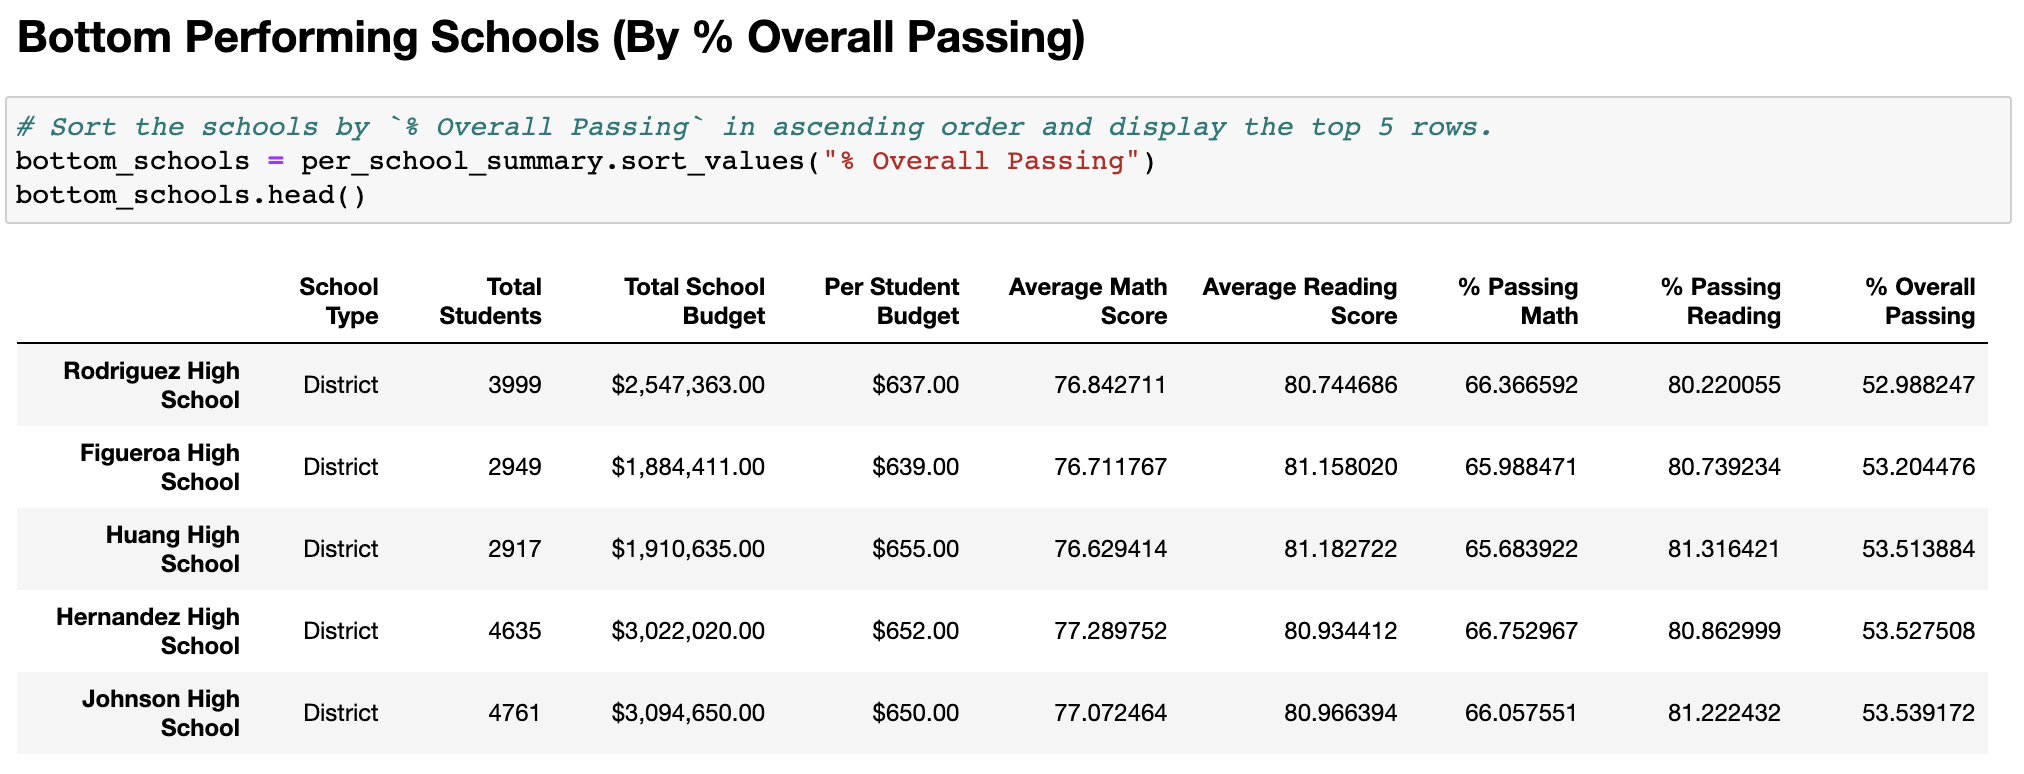 Bottom Performing Schools (By % Overall Passing)
# Sort the schools by `% Overall Passing` in ascending order and display the top 5 rows.
bottom_schools = per_school_summary.sort_values("% Overall Passing")
bottom_schools.head()
School Type Total Students Total School Budget Per Student Budget Average Math Score Average Reading Score % Passing Math % Passing Reading % Overall Passing
Rodriguez High School District 3999 $2,547,363.00 $637.00 76.842711 80.744686 66.366592 80.220055 52.988247
Figueroa High School District 2949 $1,884,411.00 $639.00 76.711767 81.158020 65.988471 80.739234 53.204476
Huang High School District 2917 $1,910,635.00 $655.00 76.629414 81.182722 65.683922 81.316421 53.513884
Hernandez High School District 4635 $3,022,020.00 $652.00 77.289752 80.934412 66.752967 80.862999 53.527508
Johnson High School District 4761 $3,094,650.00 $650.00 77.072464 80.966394 66.057551 81.222432 53.539172